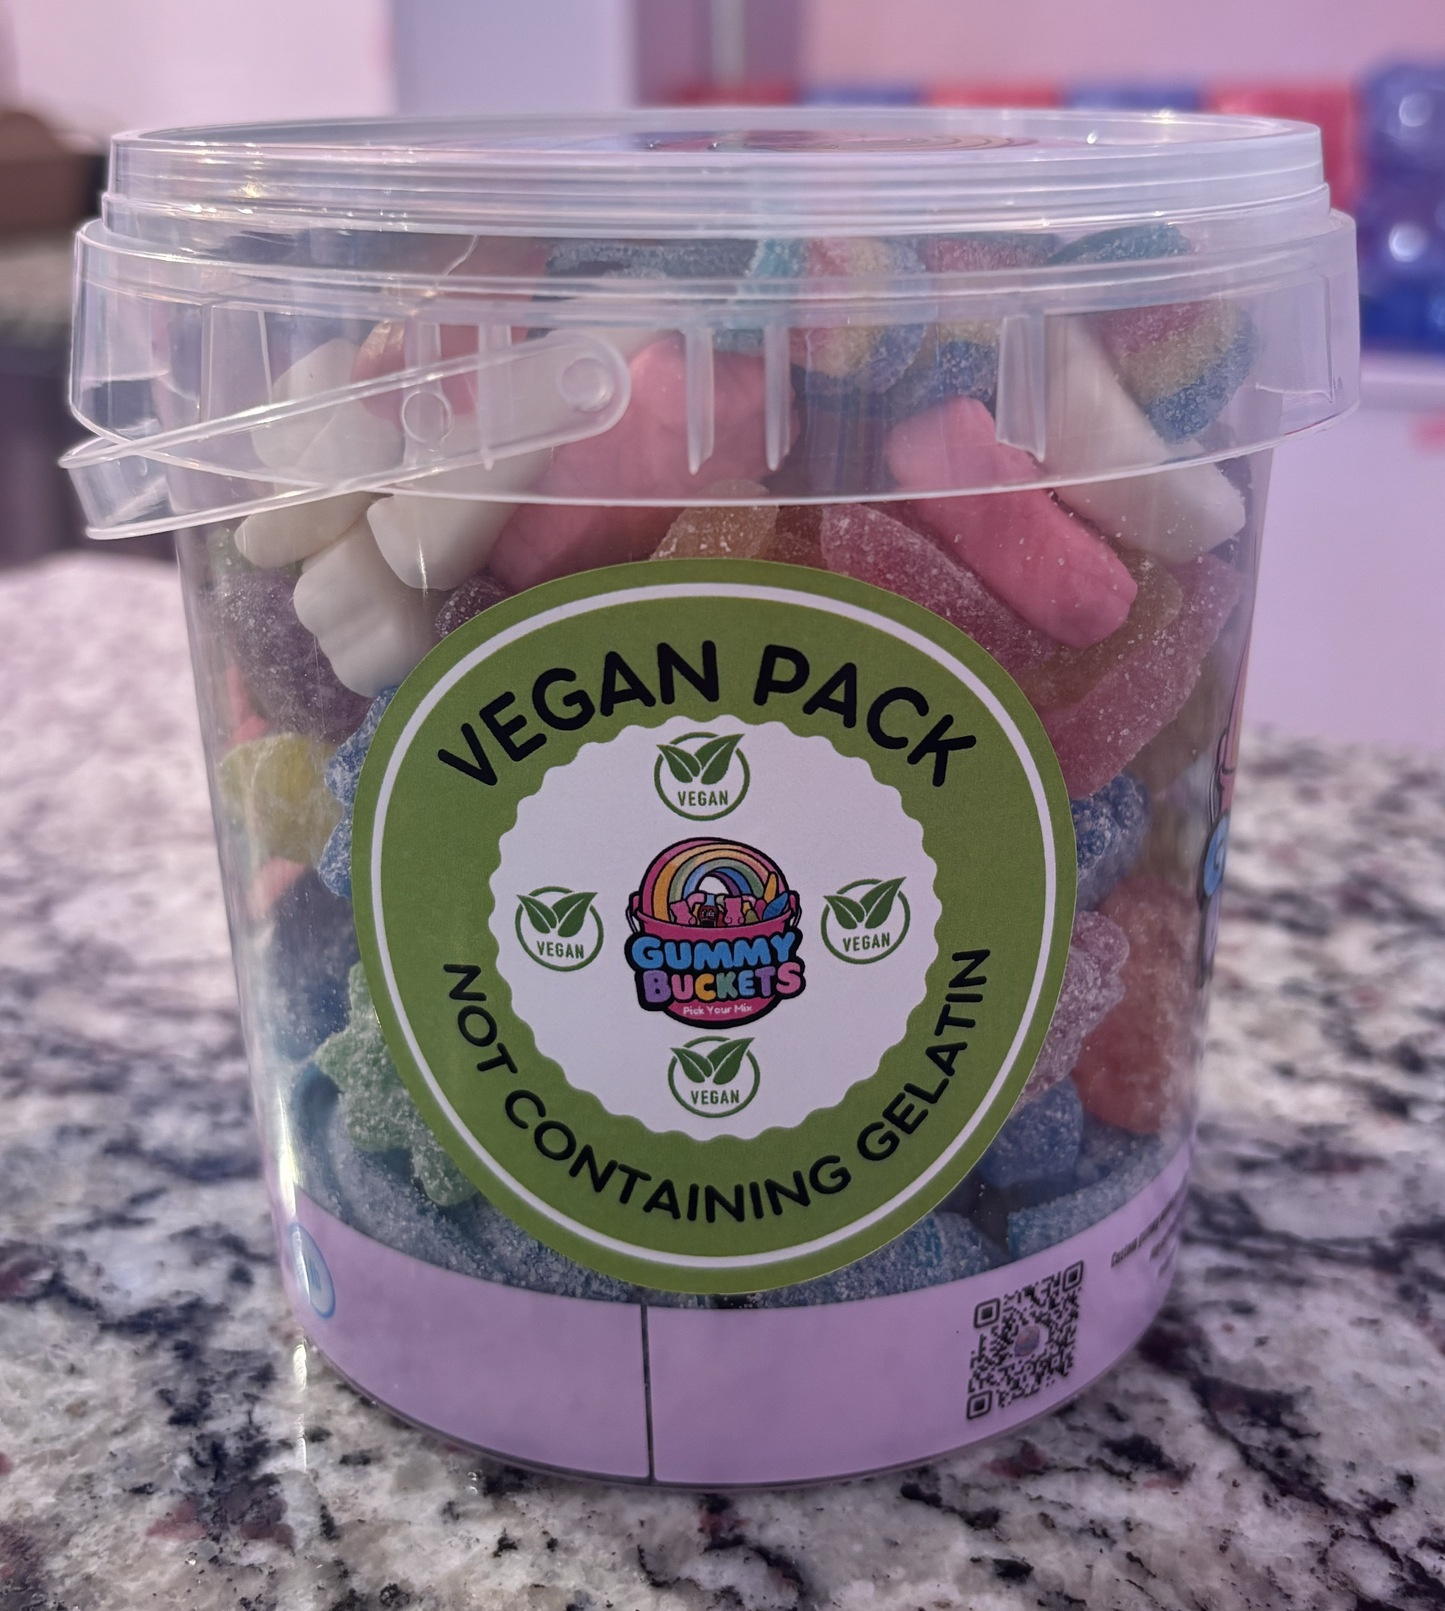 VEGAN PACK
VEGAN
VEGAN
VEGAN
GUMMY
BUCKETS
Pick Your Mix
VEGAN
NOT CONTAINING GELATIN